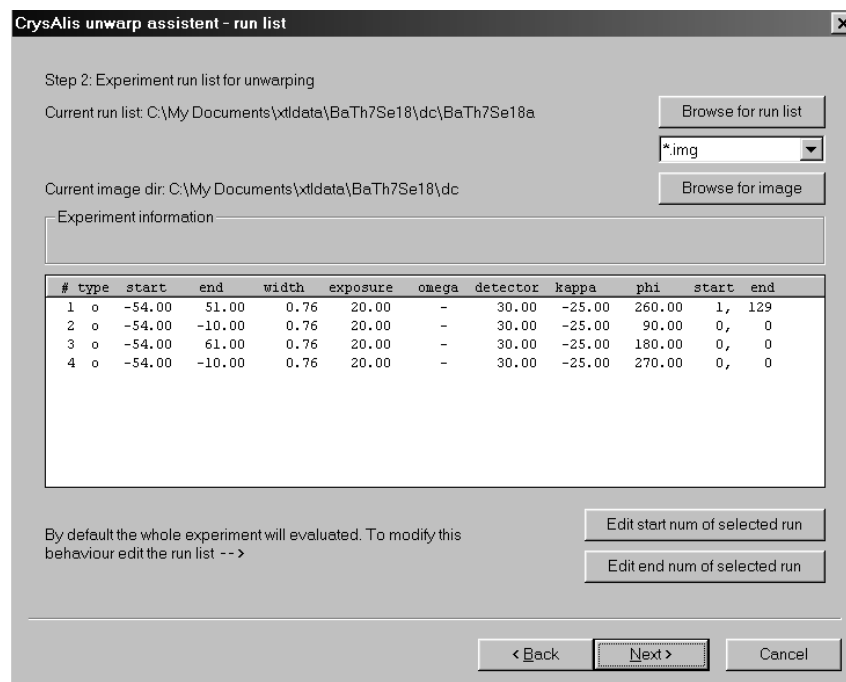 CrysAlis unwarp assistent - run list
Step 2: Experiment run list for unwarping
Current run list: C:\My Documents\xtldata\BaTh7Se18\dc\BaTh7Se18a
Browse for run list
*.img
Current image dir: C:\My Documents\xtldata\BaTh7Se18\dc
Browse for image
Experiment information
# type start end width exposure omega detector kappa phi start end
1 o -54.00 51.00 0.76 20.00 - 30.00 -25.00 260.00 1, 129
2 o -54.00 -10.00 0.76 20.00 - 30.00 -25.00 90.00 0, 0
3 o -54.00 61.00 0.76 20.00 - 30.00 -25.00 180.00 0, 0
4 o -54.00 -10.00 0.76 20.00 - 30.00 -25.00 270.00 0, 0
By default the whole experiment will evaluated. To modify this
behaviour edit the run list -->
Edit start num of selected run
Edit end num of selected run
< Back
Next >
Cancel